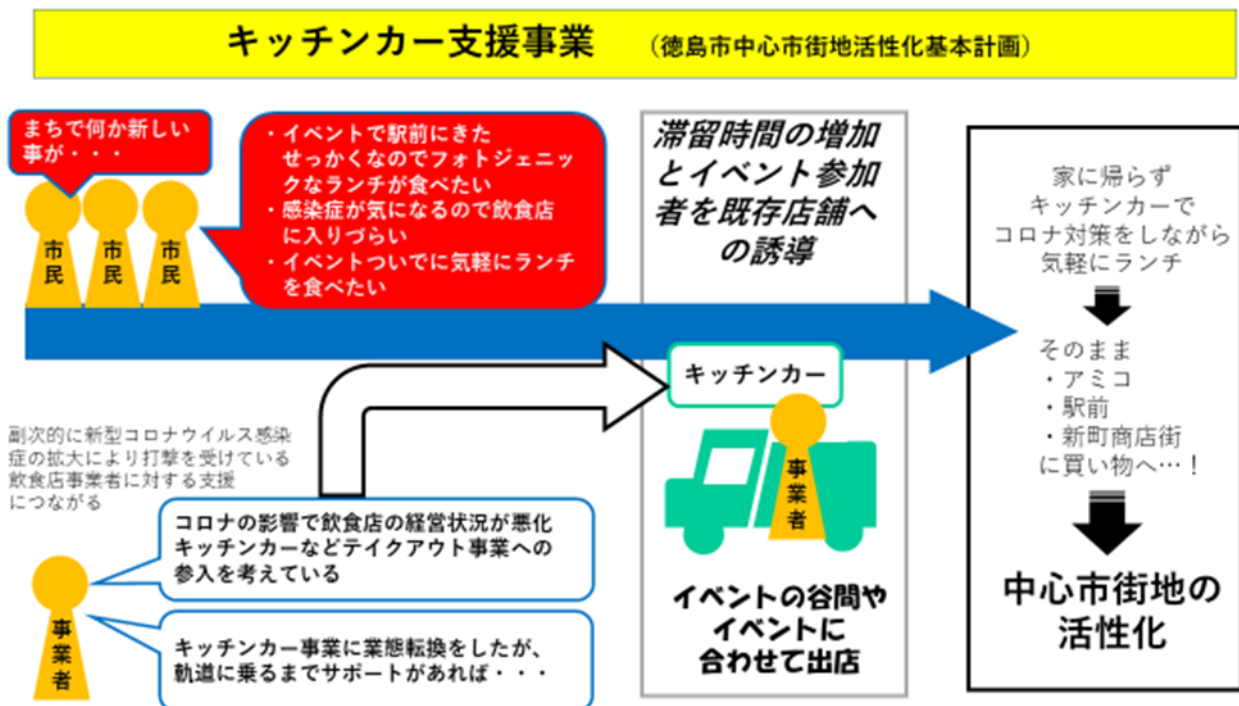 キッチンカー支援事業 （徳島市中心市街地活性化基本計画）
まちで何か新しい
事が・・・
市民
市民
市民
・イベントで駅前にきた
せっかくなのでフォトジェニッ
クなランチが食べたい
・感染症が気になるので飲食店
に入りづらい
・イベントついでに気軽にランチ
を食べたい
滞留時間の増加
とイベント参加
者を既存店舗へ
の誘導
キッチンカー
事業者
イベントの谷間や
イベントに
合わせて出店
副次的に新型コロナウイルス感染
症の拡大により打撃を受けている
飲食店事業者に対する支援
につながる
コロナの影響で飲食店の経営状況が悪化
キッチンカーなどテイクアウト事業への
参入を考えている
事業者
キッチンカー事業に業態転換をしたが、
軌道に乗るまでサポートがあれば・・・
家に帰らず
キッチンカーで
コロナ対策をしながら
気軽にランチ
そのまま
・アミコ
・駅前
・新町商店街
に買い物へ…！
中心市街地の
活性化